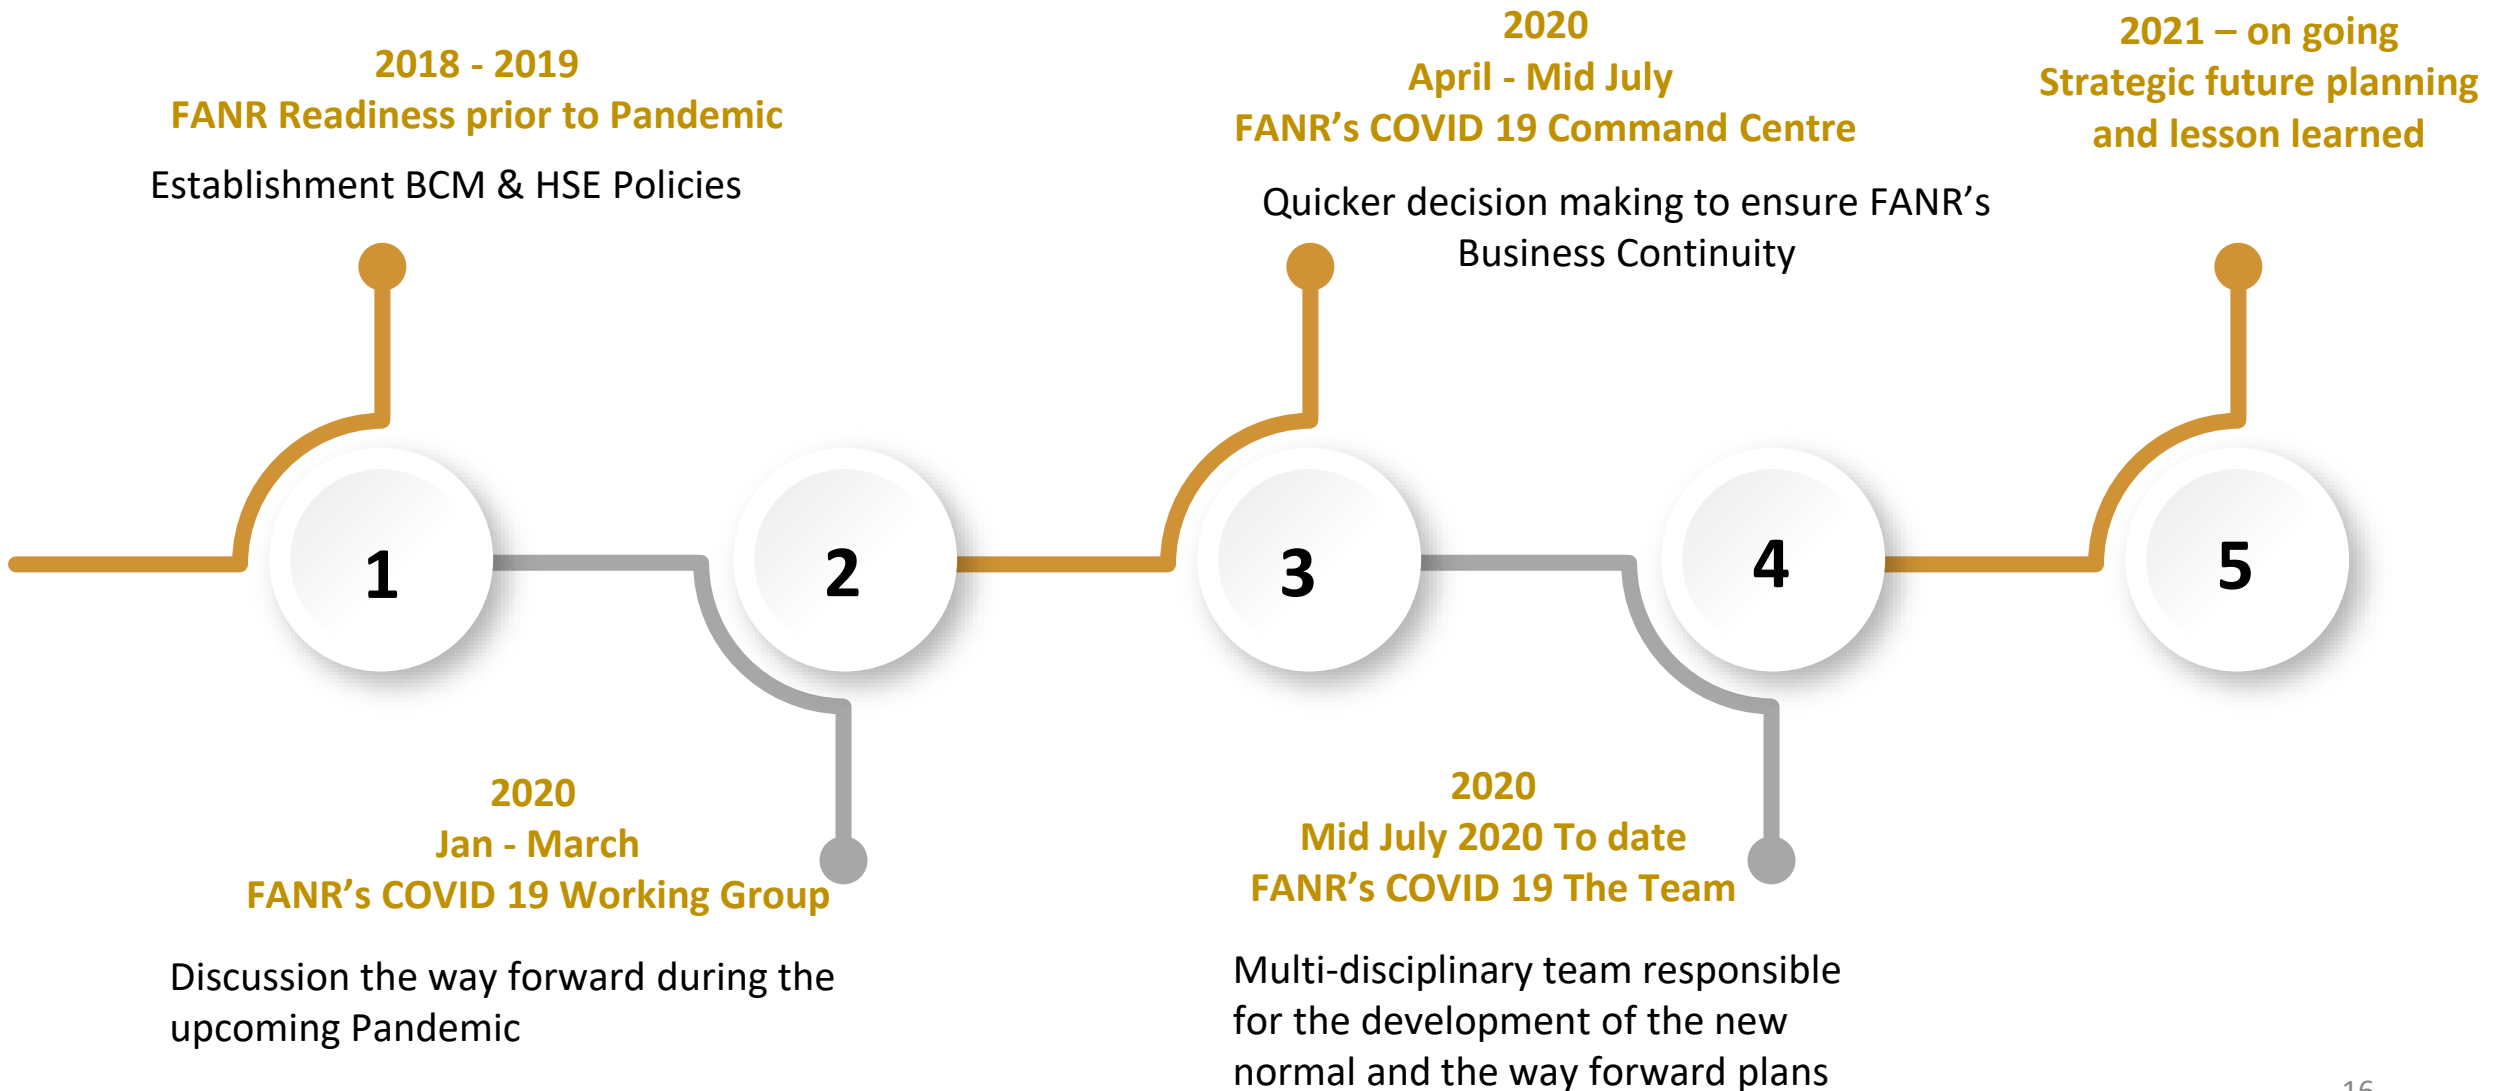 2018 - 2019
FANR Readiness prior to Pandemic
Establishment BCM & HSE Policies
2020
April - Mid July
FANR’s COVID 19 Command Centre
Quicker decision making to ensure FANR’s
Business Continuity
2021 – on going
Strategic future planning
and lesson learned
1
2
3
4
5
2020
Jan - March
FANR’s COVID 19 Working Group
Discussion the way forward during the
upcoming Pandemic
2020
Mid July 2020 To date
FANR’s COVID 19 The Team
Multi-disciplinary team responsible
for the development of the new
normal and the way forward plans
16